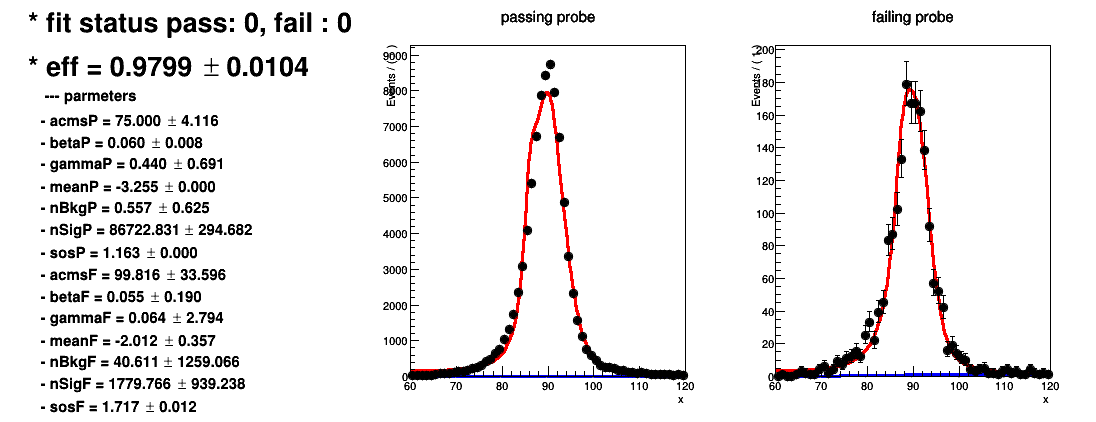 * fit status pass: 0, fail : 0
* eff = 0.9799 ± 0.0104
--- parmeters
- acmsP = 75.000 ± 4.116
- betaP = 0.060 ± 0.008
- gammaP = 0.440 ± 0.691
- meanP = -3.255 ± 0.000
- nBkgP = 0.557 ± 0.625
- nSigP = 86722.831 ± 294.682
- sosP = 1.163 ± 0.000
- acmsF = 99.816 ± 33.596
- betaF = 0.055 ± 0.190
- gammaF = 0.064 ± 2.794
- meanF = -2.012 ± 0.357
- nBkgF = 40.611 ± 1259.066
- nSigF = 1779.766 ± 939.238
- sosF = 1.717 ± 0.012
passing probe
Events / ( )
9000
8000
7000
6000
5000
4000
3000
2000
1000
0
60 70 80 90 100 110 120
x
failing probe
Events / ( )
200
180
160
140
120
100
80
60
40
20
0
60 70 80 90 100 110 120
x